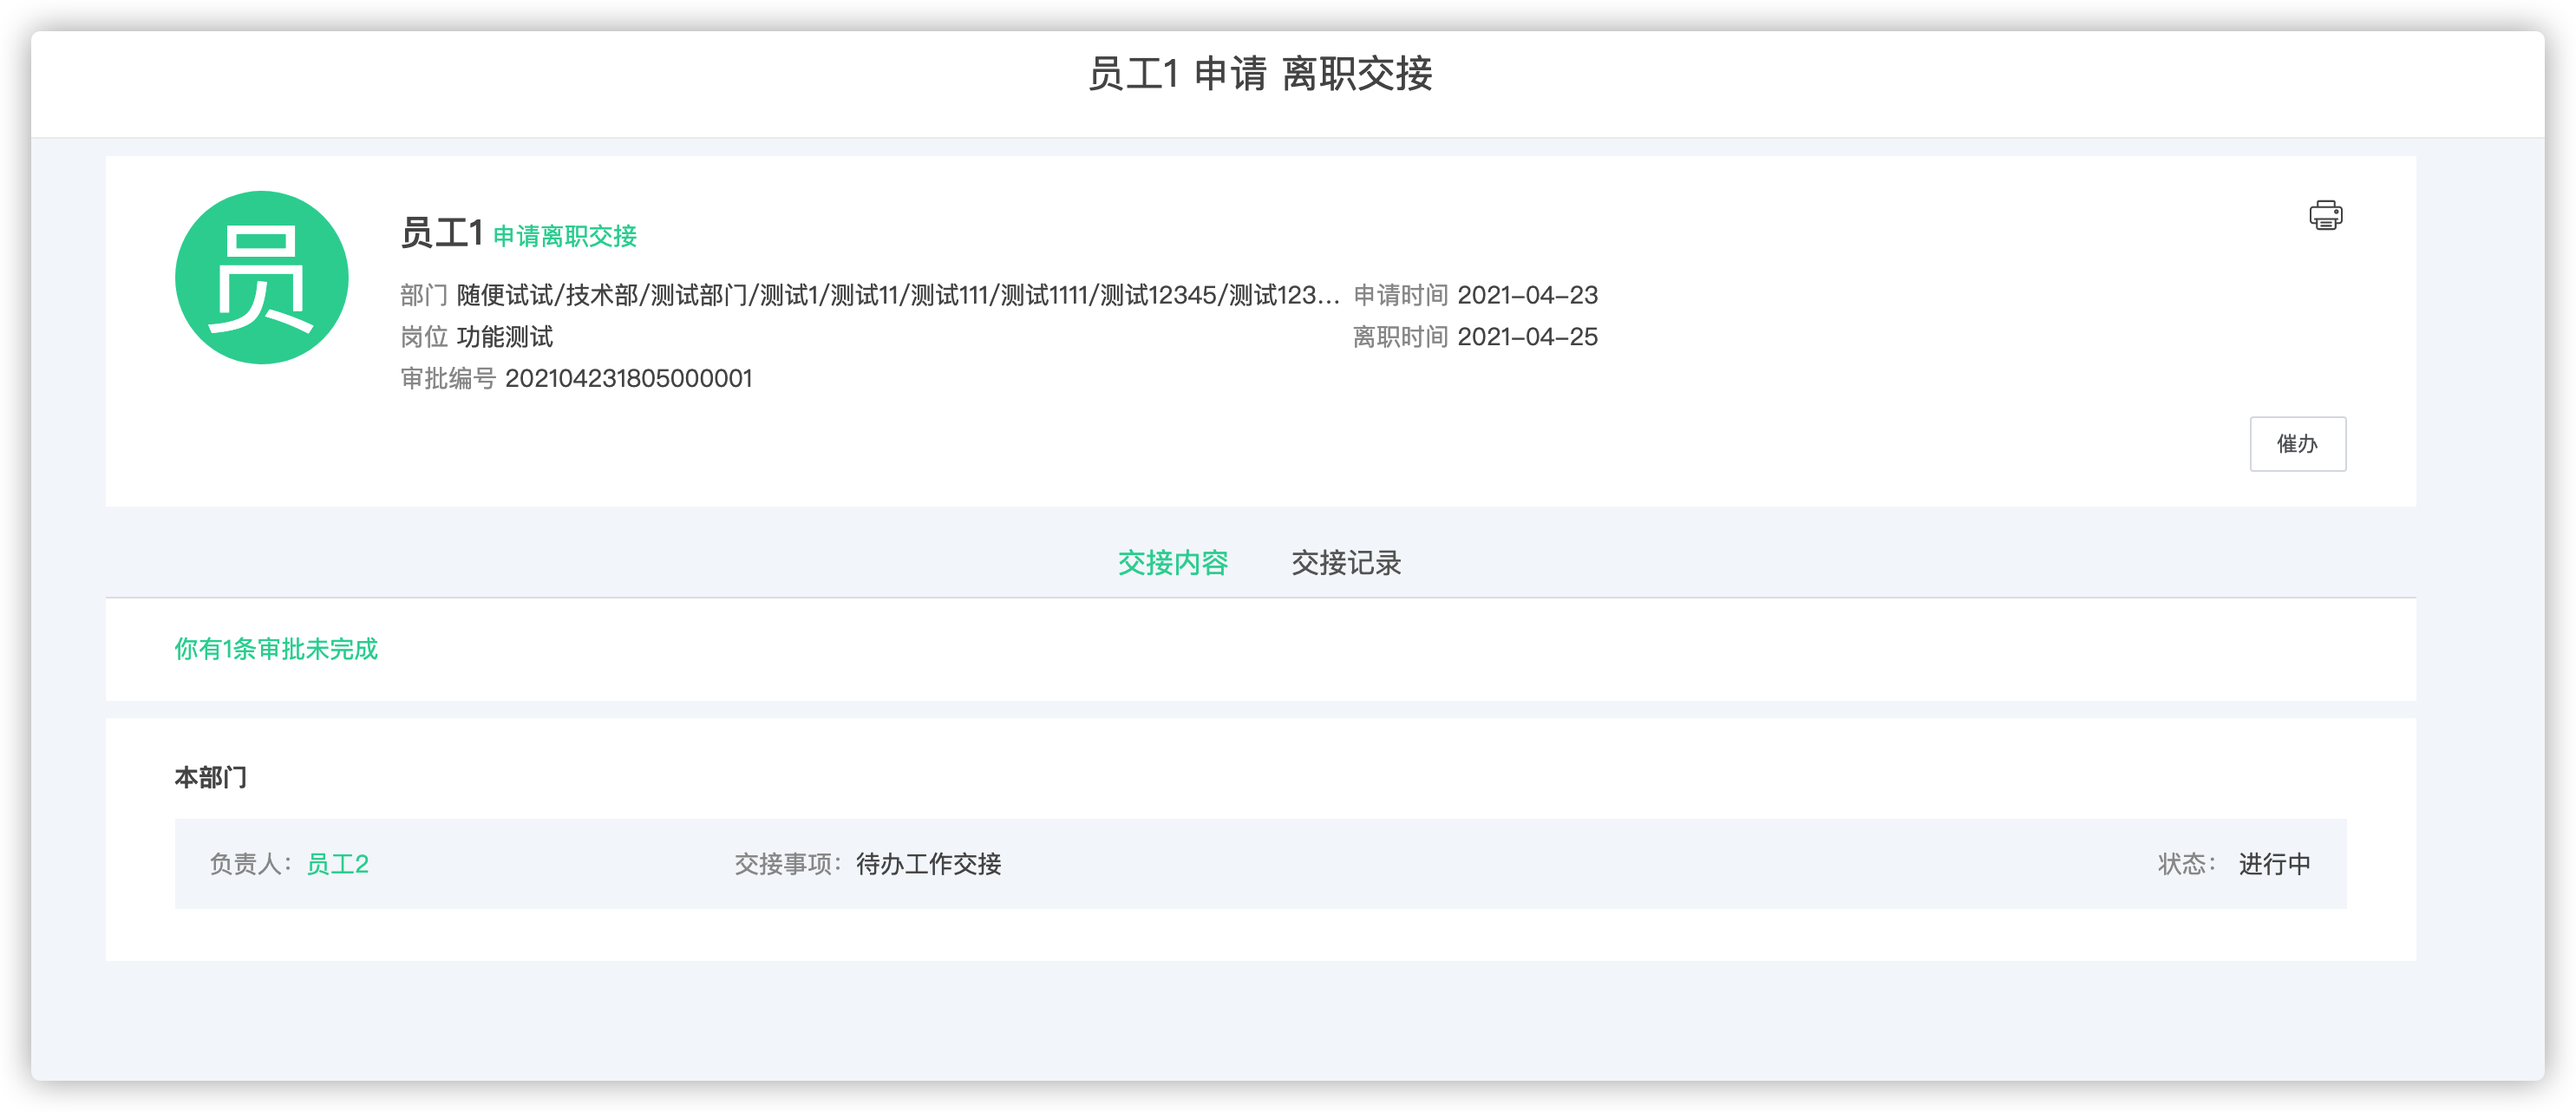 员工1 申请 离职交接
员
员工1 申请离职交接
部门 随便试试/技术部/测试部门/测试1/测试11/测试111/测试1111/测试12345/测试123... 申请时间 2021-04-23
岗位 功能测试 离职时间 2021-04-25
审批编号 202104231805000001
催办
交接内容 交接记录
你有1条审批未完成
本部门
负责人： 员工2 交接事项： 待办工作交接 状态： 进行中